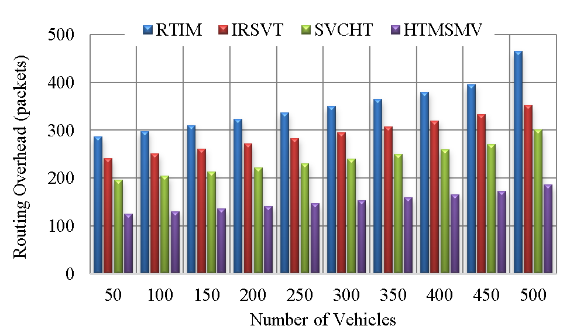 RTIM IRSVT SVCHT HTMSMV
Routing Overhead (packets)
500
400
300
200
100
0
50 100 150 200 250 300 350 400 450 500
Number of Vehicles